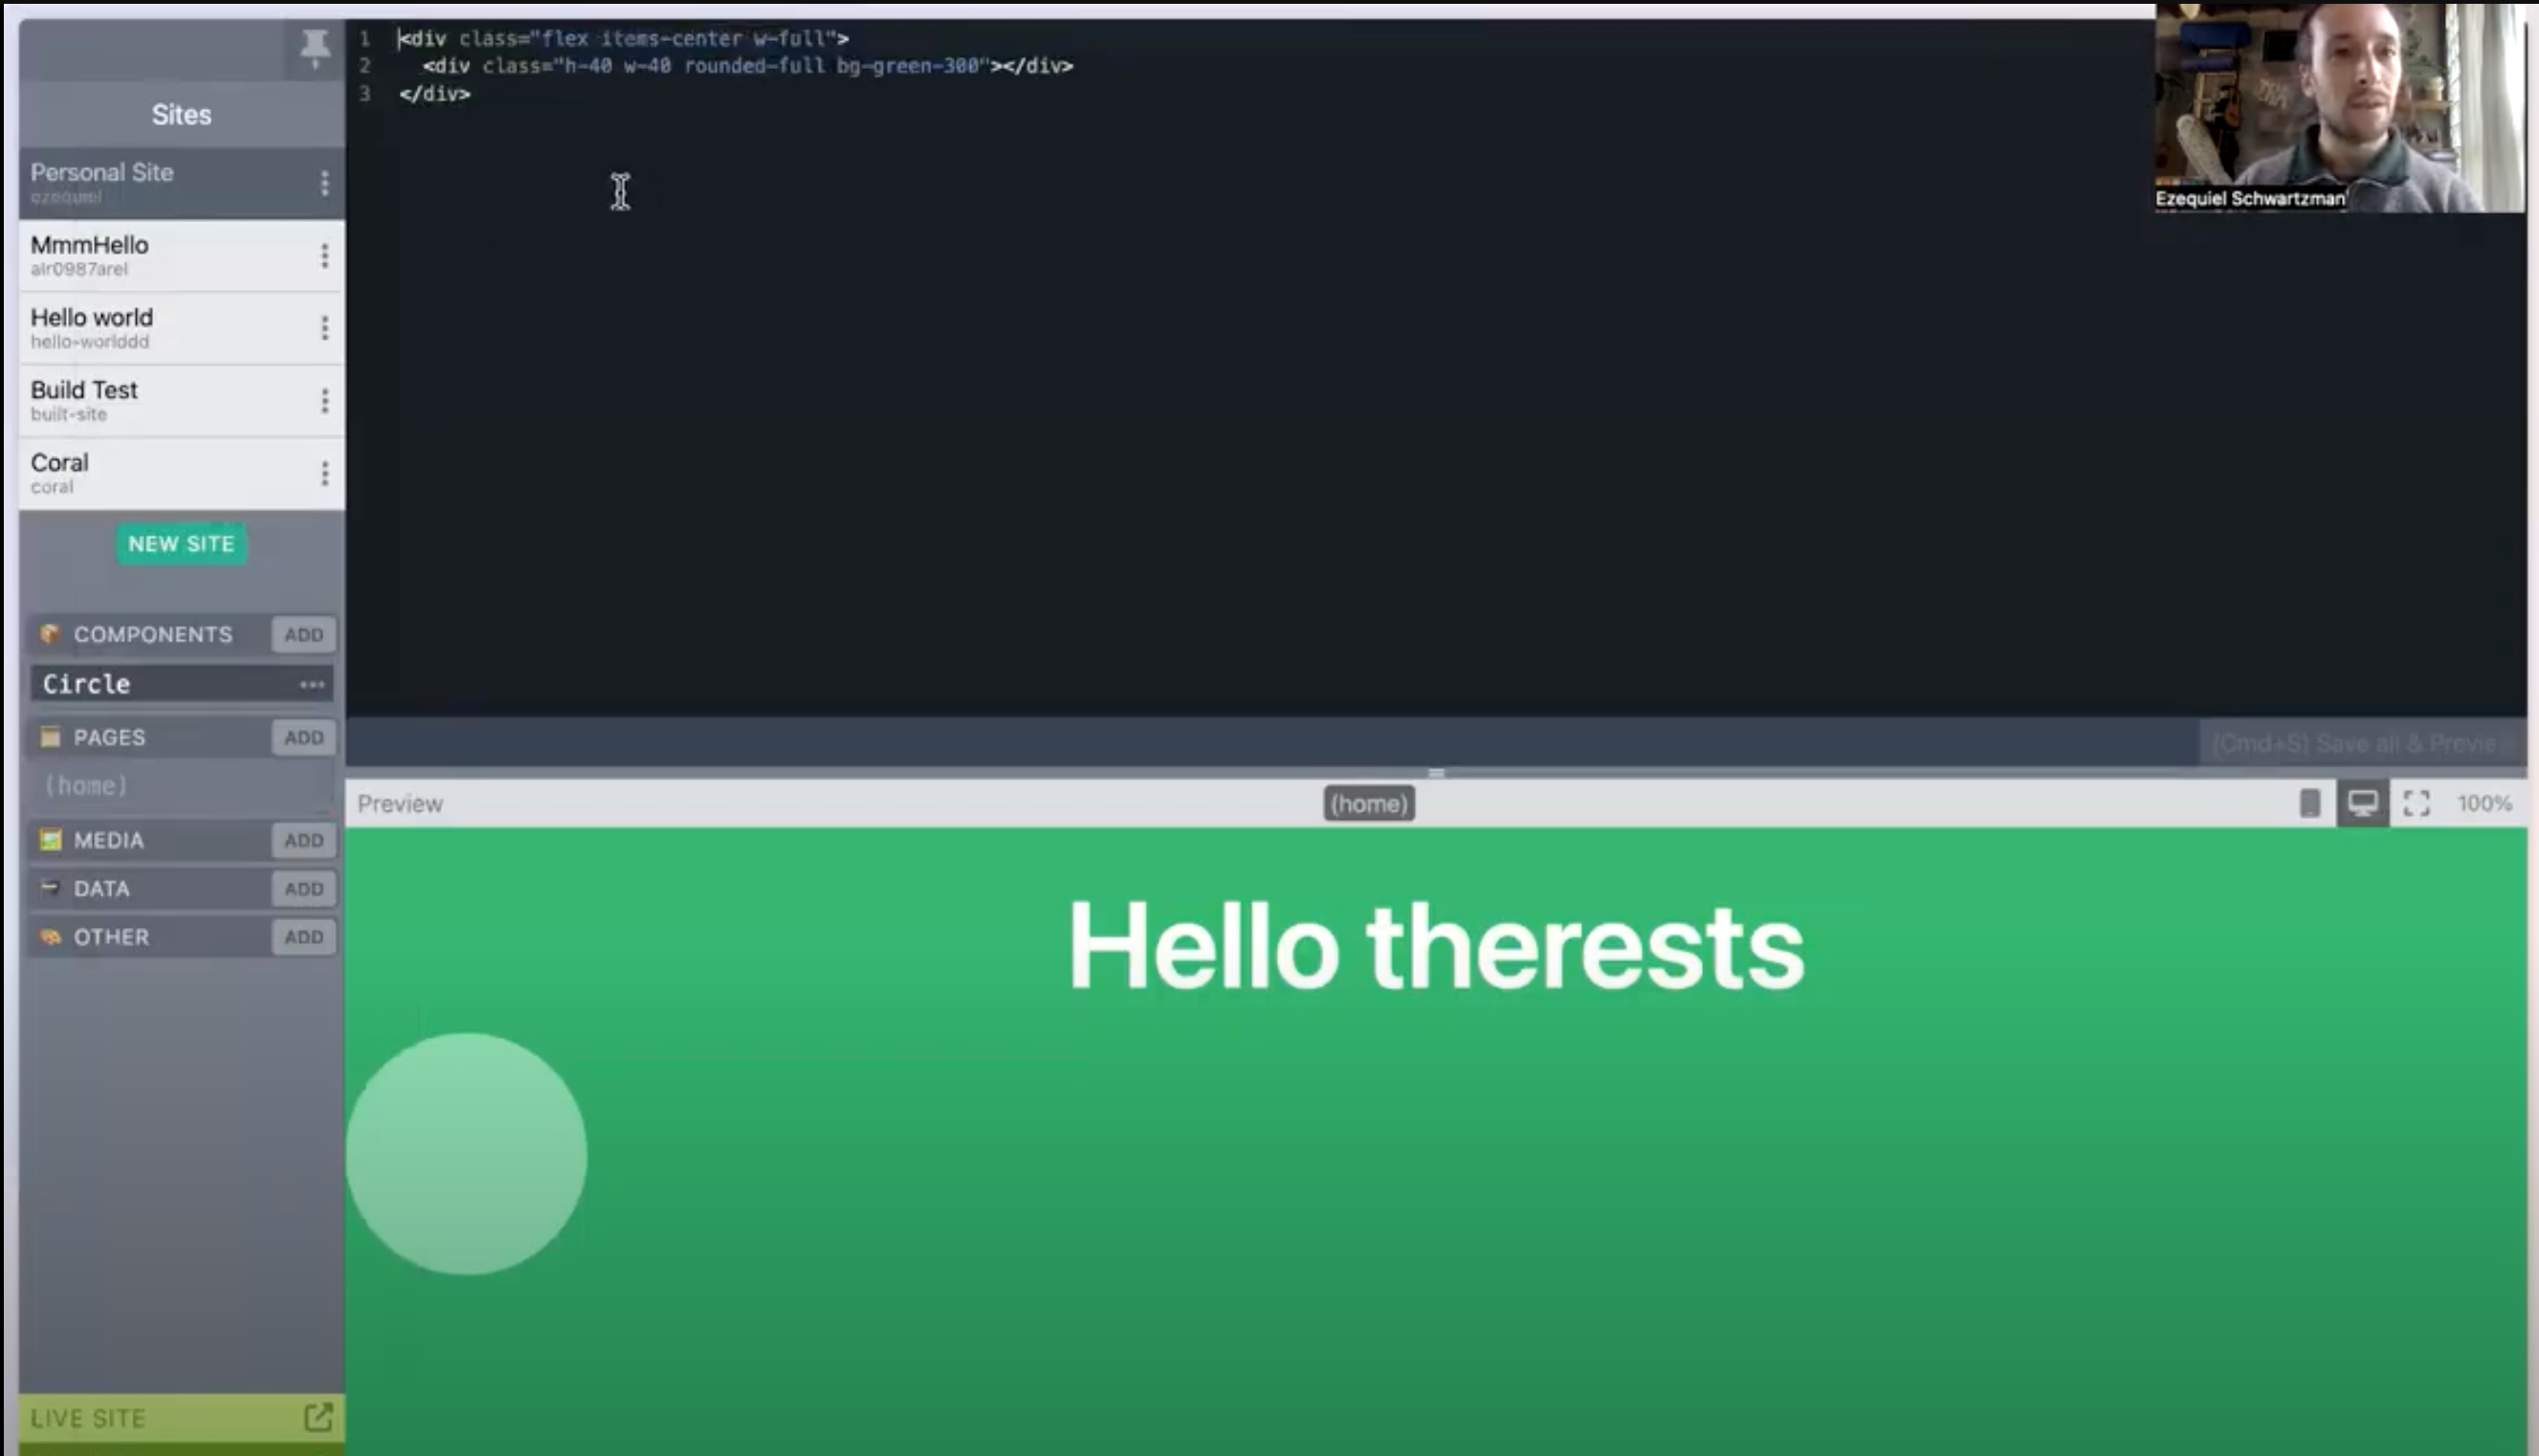 Sites
Personal Site
ezequiel
MmmHello
alr0987arel
Hello world
hello-worlddd
Build Test
built-site
Coral
coral
NEW SITE
COMPONENTS ADD
Circle
PAGES ADD
(home)
MEDIA ADD
DATA ADD
OTHER ADD
LIVE SITE
1 <div class="flex items-center w-full">
2 <div class="h-40 w-40 rounded-full bg-green-300"></div>
3 </div>
Ezequiel Schwartzman
(Cmd+S) Save all & Previe
Preview (home) 100%
Hello therests